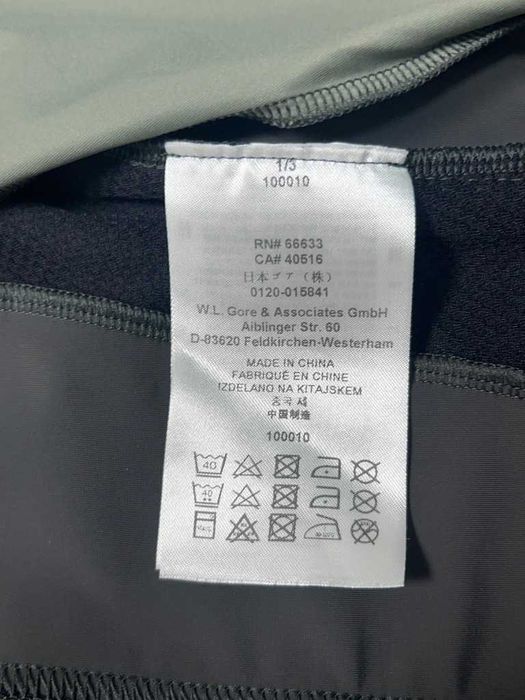 1/3
100010
RN# 66633
CA# 40516
日本ゴア（株）
0120-015841
W.L. Gore & Associates GmbH
Aiblinger Str. 60
D-83620 Feldkirchen-Westerham
MADE IN CHINA
FABRIQUÉ EN CHINE
IZDELANO NA KITAJSKEM
중국제
中国制造
100010
40
40